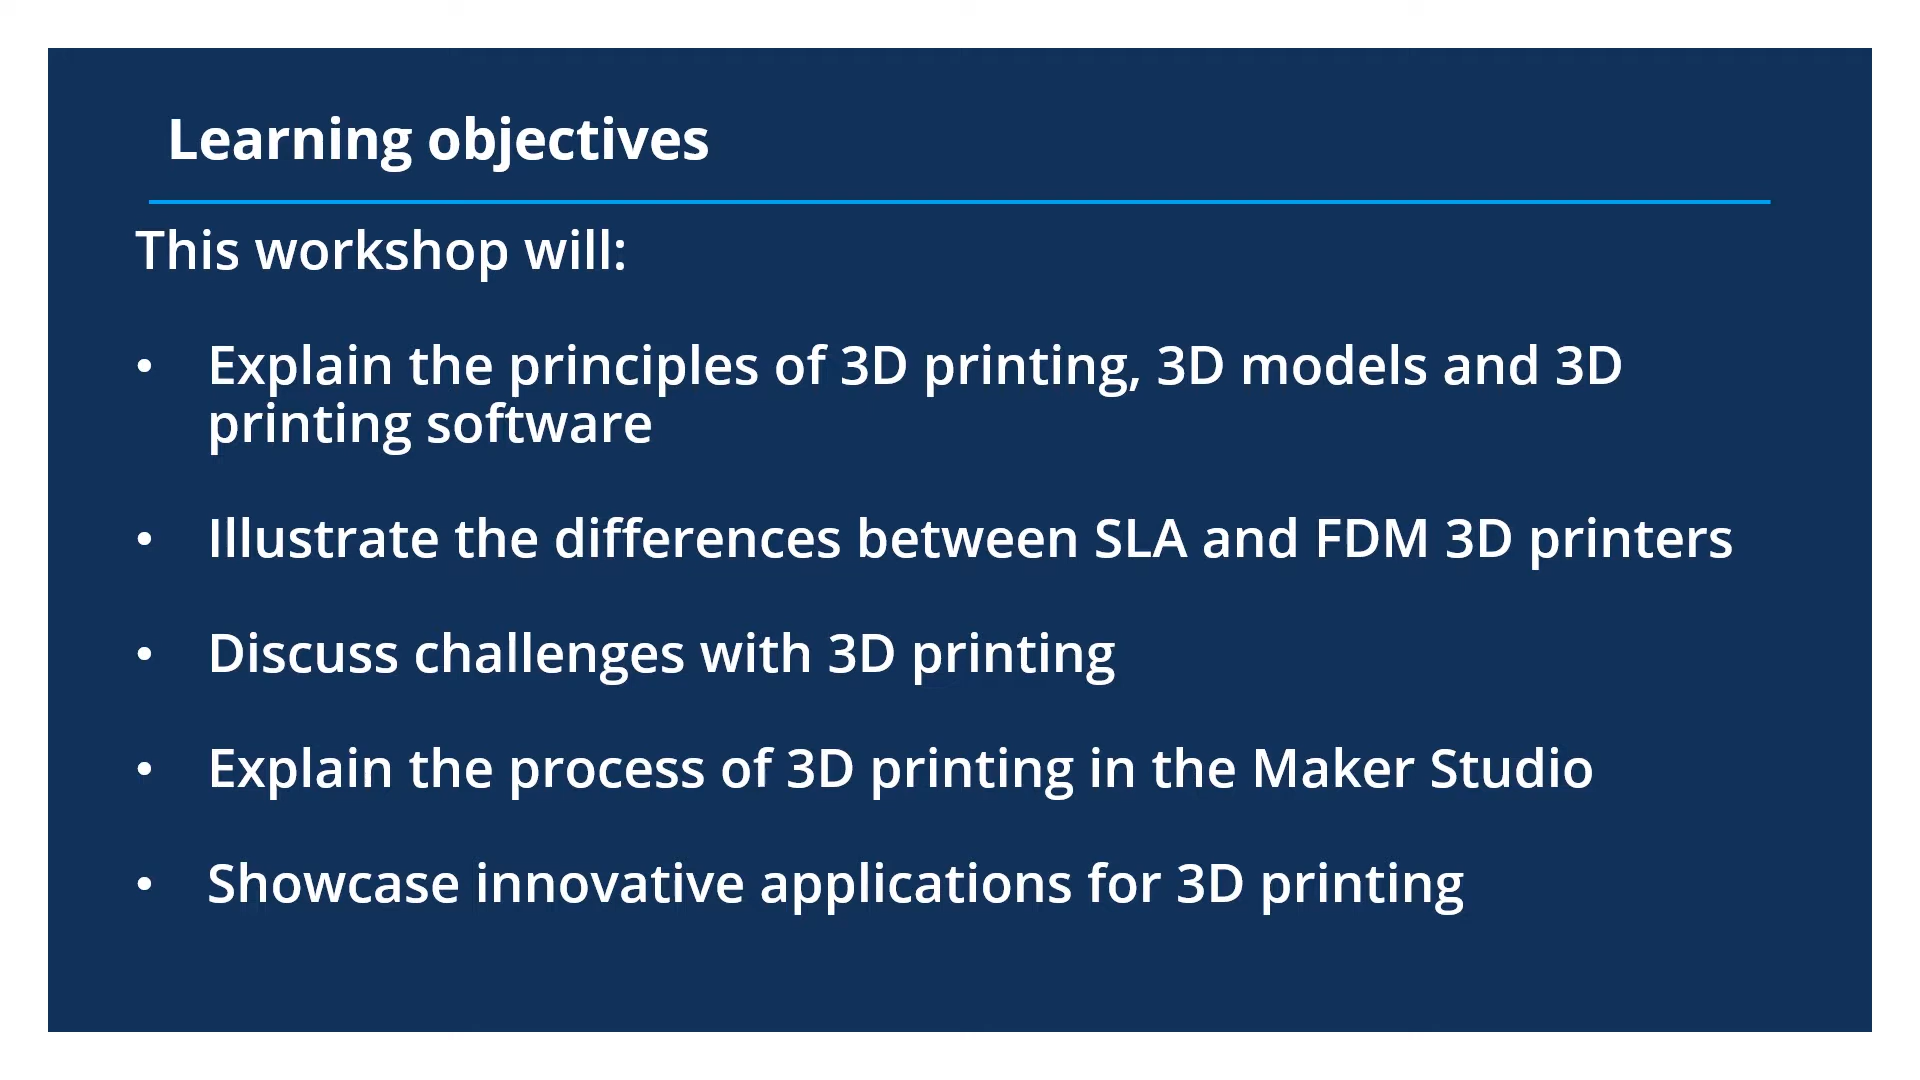 Learning objectives
This workshop will:
• Explain the principles of 3D printing, 3D models and 3D
printing software
• Illustrate the differences between SLA and FDM 3D printers
• Discuss challenges with 3D printing
• Explain the process of 3D printing in the Maker Studio
• Showcase innovative applications for 3D printing